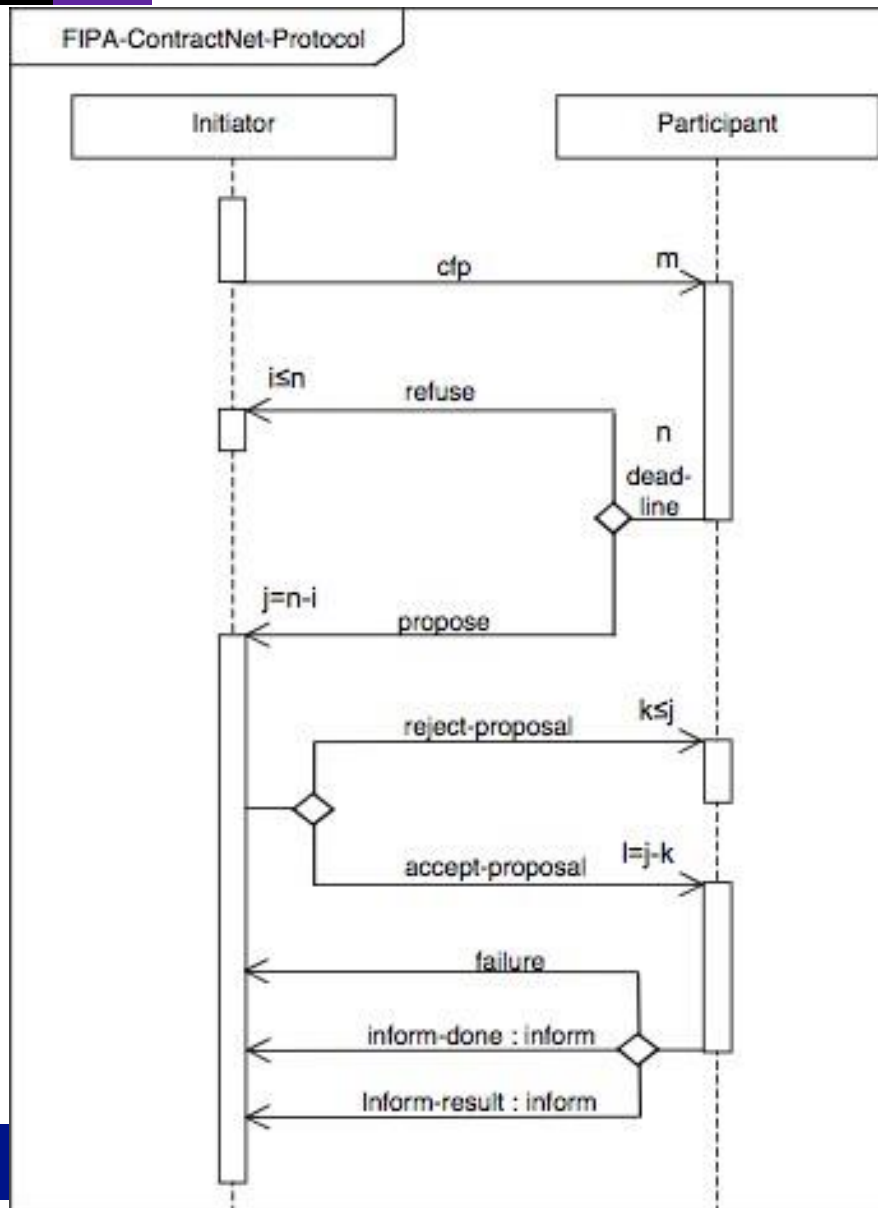 FIPA-ContractNet-Protocol
Initiator
Participant
cfp
m
i≤n
refuse
n
dead-
line
j=n-i
propose
reject-proposal
k≤j
accept-proposal
l=j-k
failure
inform-done : inform
Inform-result : inform